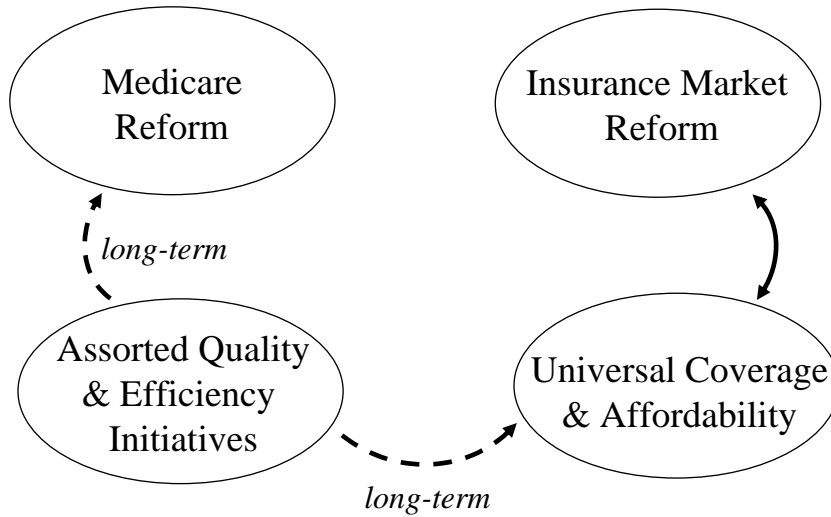 Medicare
Reform
Insurance Market
Reform
long-term
Assorted Quality
& Efficiency
Initiatives
Universal Coverage
& Affordability
long-term